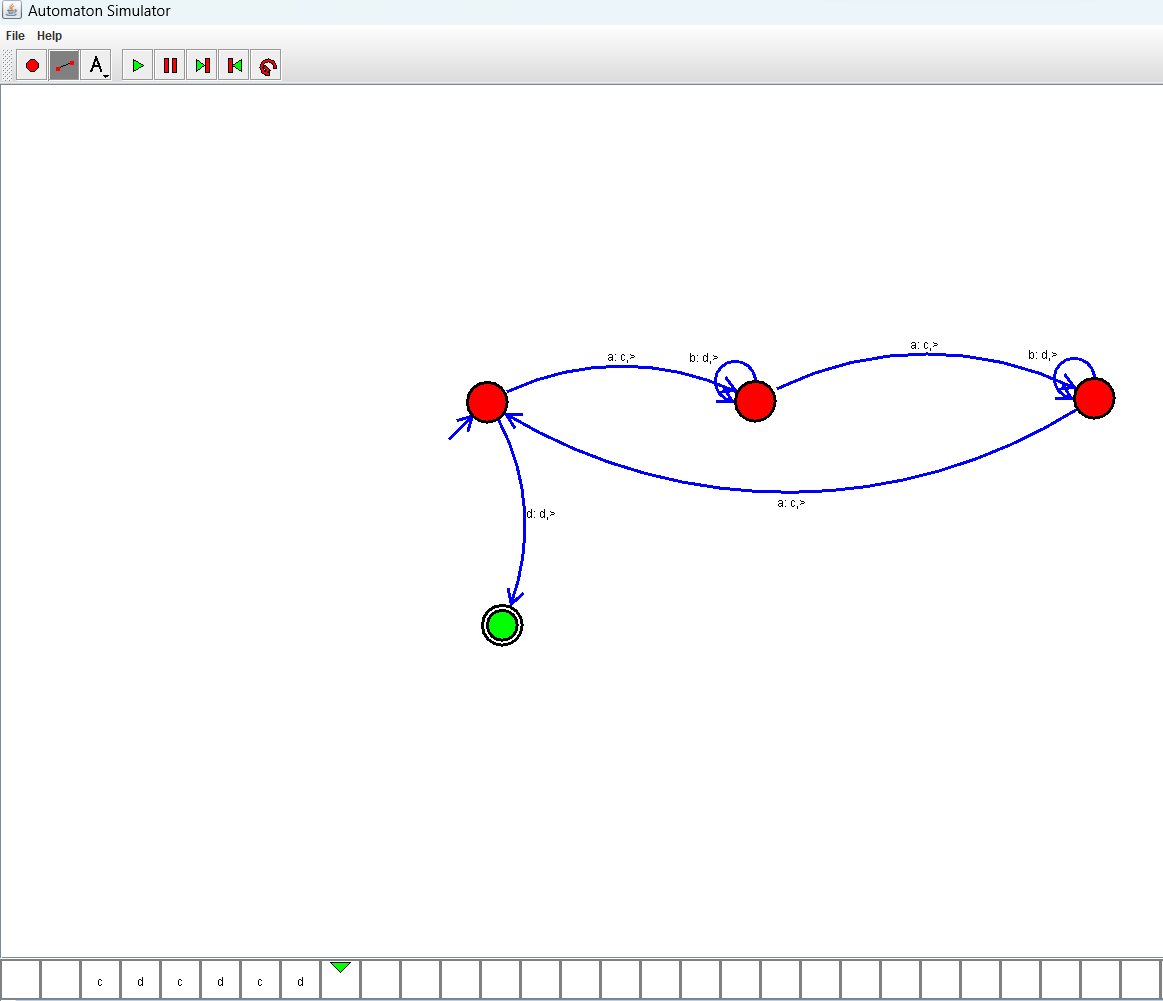 Automaton Simulator
File Help
A
a: c,>
b: d,>
a: c,>
b: d,>
a: c,>
d: d,>
c d c d c d